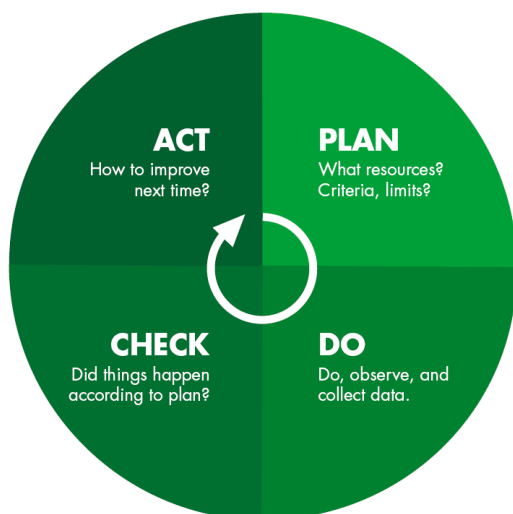 ACT
How to improve
next time?
PLAN
What resources?
Criteria, limits?
CHECK
Did things happen
according to plan?
DO
Do, observe, and
collect data.